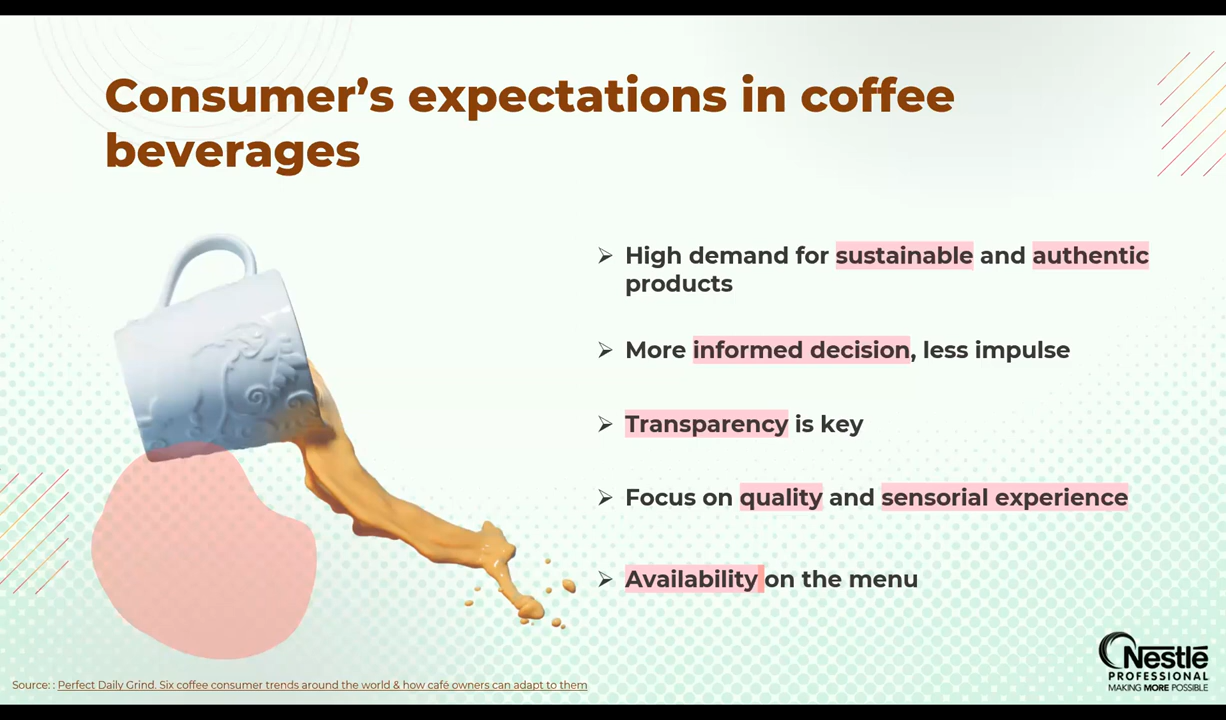 Consumer’s expectations in coffee
beverages
➢ High demand for sustainable and authentic
products
➢ More informed decision, less impulse
➢ Transparency is key
➢ Focus on quality and sensorial experience
➢ Availability on the menu
Source: : Perfect Daily Grind. Six coffee consumer trends around the world & how café owners can adapt to them
Nestlé
PROFESSIONAL
MAKING MORE POSSIBLE